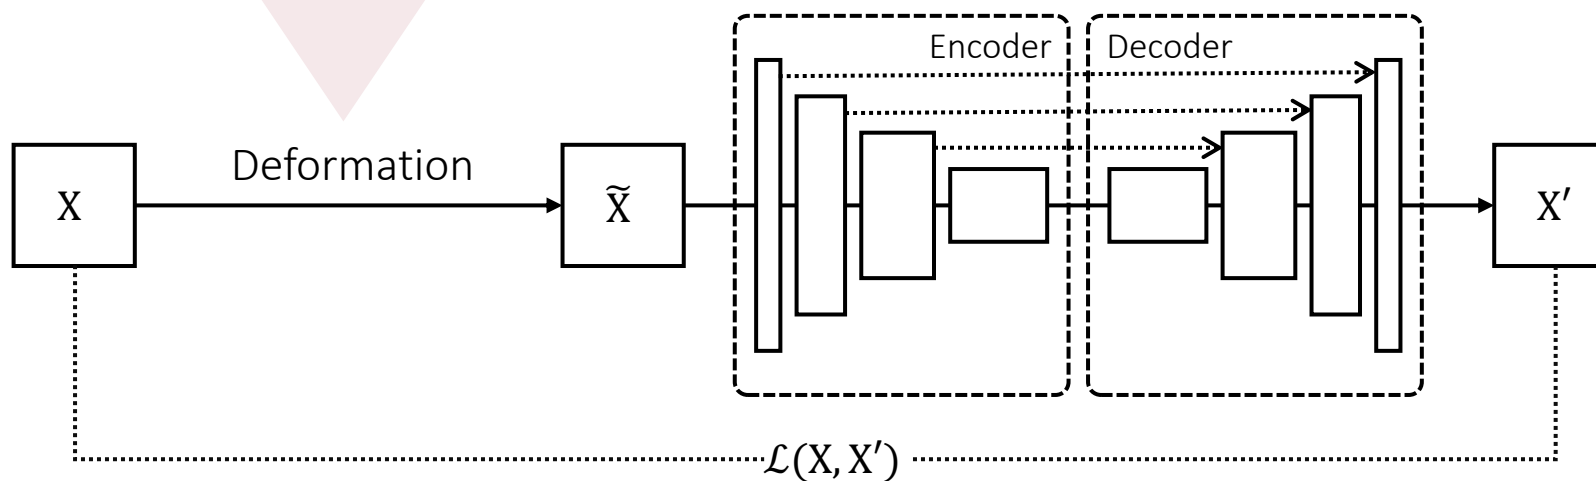 Encoder
Decoder
Deformation
X
X̃
X′
ℒ(X, X′)